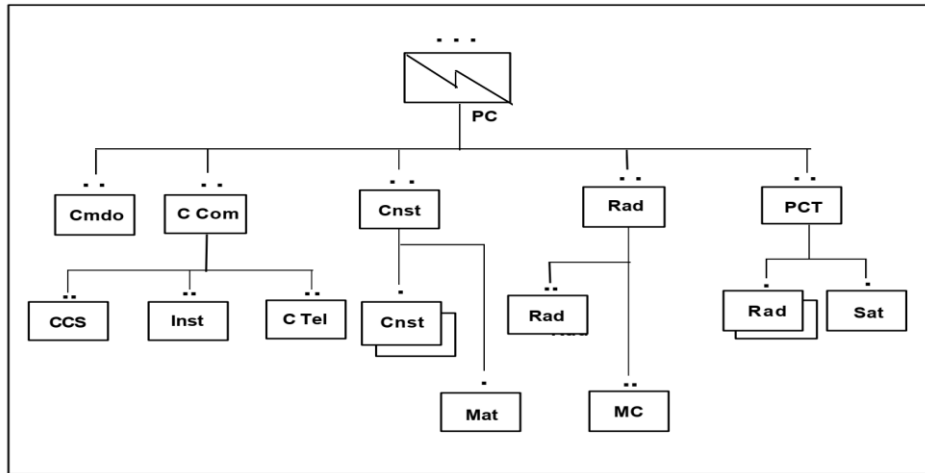 PC
Cmdo
C Com
Cnst
Rad
PCT
CCS
Inst
C Tel
Cnst
Rad
Rad
Sat
Mat
MC